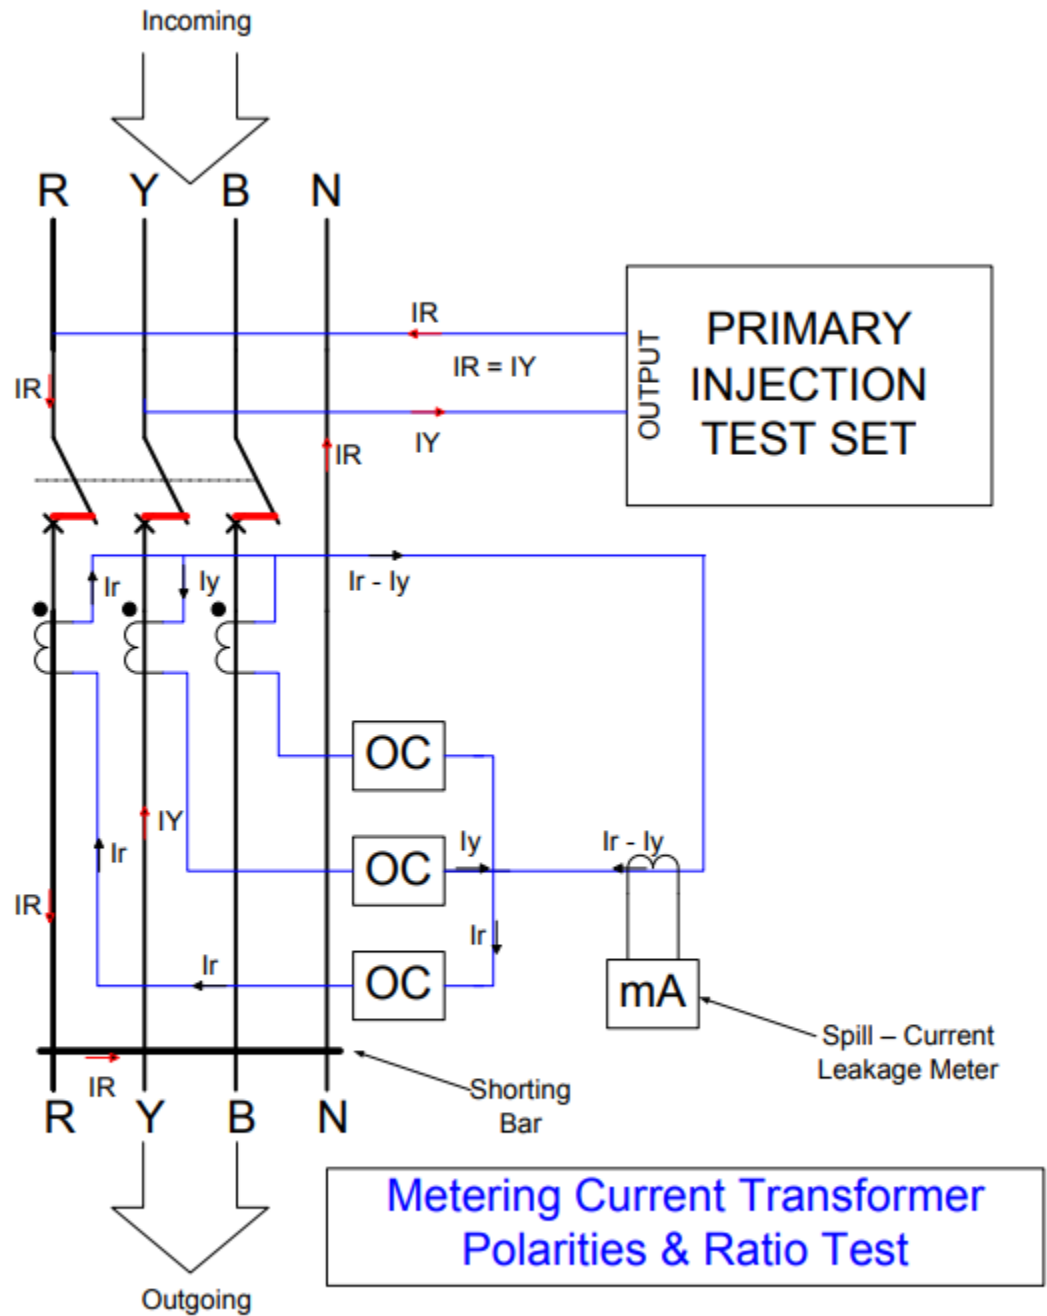 Incoming
R Y B N
IR
IR = IY
IY
OUTPUT
PRIMARY
INJECTION
TEST SET
IR
IR
Ir
Iy
Ir - Iy
OC
IY
Ir
OC
Iy
Ir - Iy
IR
Ir
OC
Ir
mA
Spill – Current
Leakage Meter
IR
Shorting
Bar
R Y B N
Metering Current Transformer
Polarities & Ratio Test
Outgoing